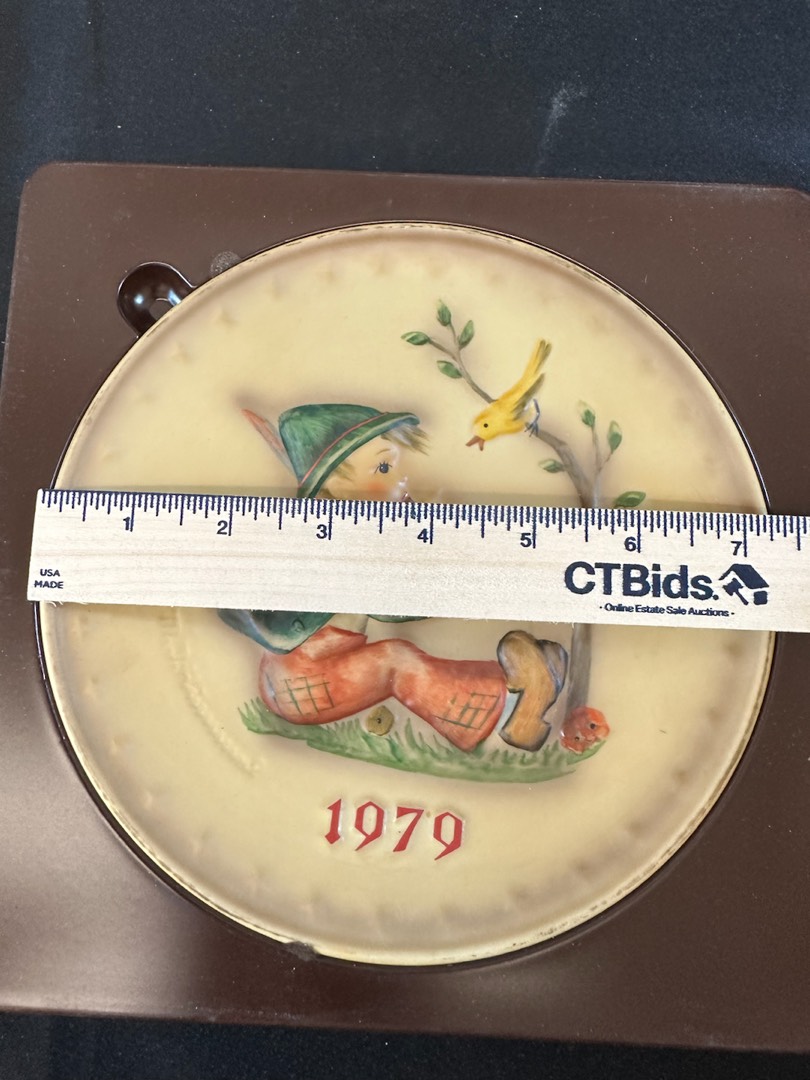 1 2 3 4 5 6 7
USA
MADE
CTBids.
- Online Estate Sale Auctions -
1979